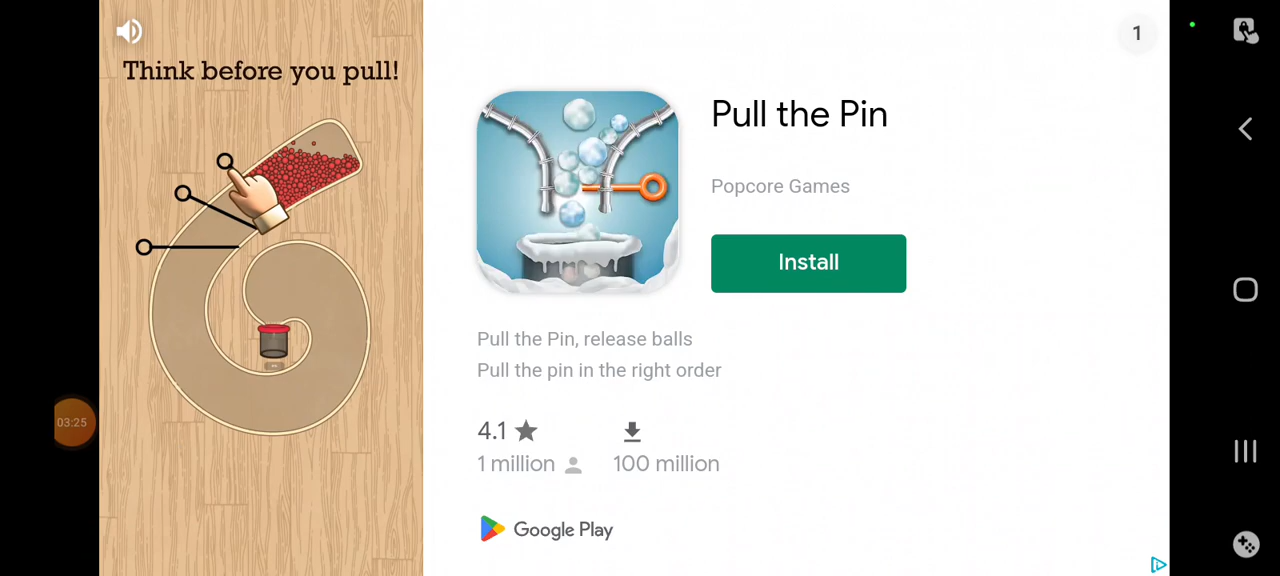 Think before you pull!
1
Pull the Pin
Popcore Games
Install
Pull the Pin, release balls
Pull the pin in the right order
4.1
1 million
100 million
03:25
Google Play